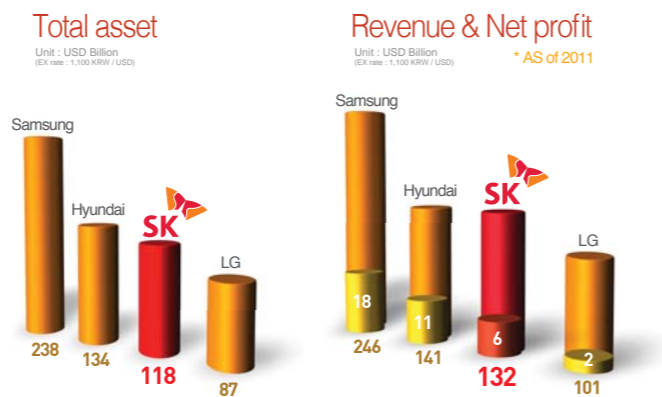 Total asset
Unit : USD Billion
(EX rate : 1,100 KRW / USD)
Samsung
Hyundai
SK
LG
238
134
118
87
Revenue & Net profit
Unit : USD Billion
(EX rate : 1,100 KRW / USD)
* AS of 2011
Samsung
Hyundai
SK
LG
18
11
6
2
246
141
132
101